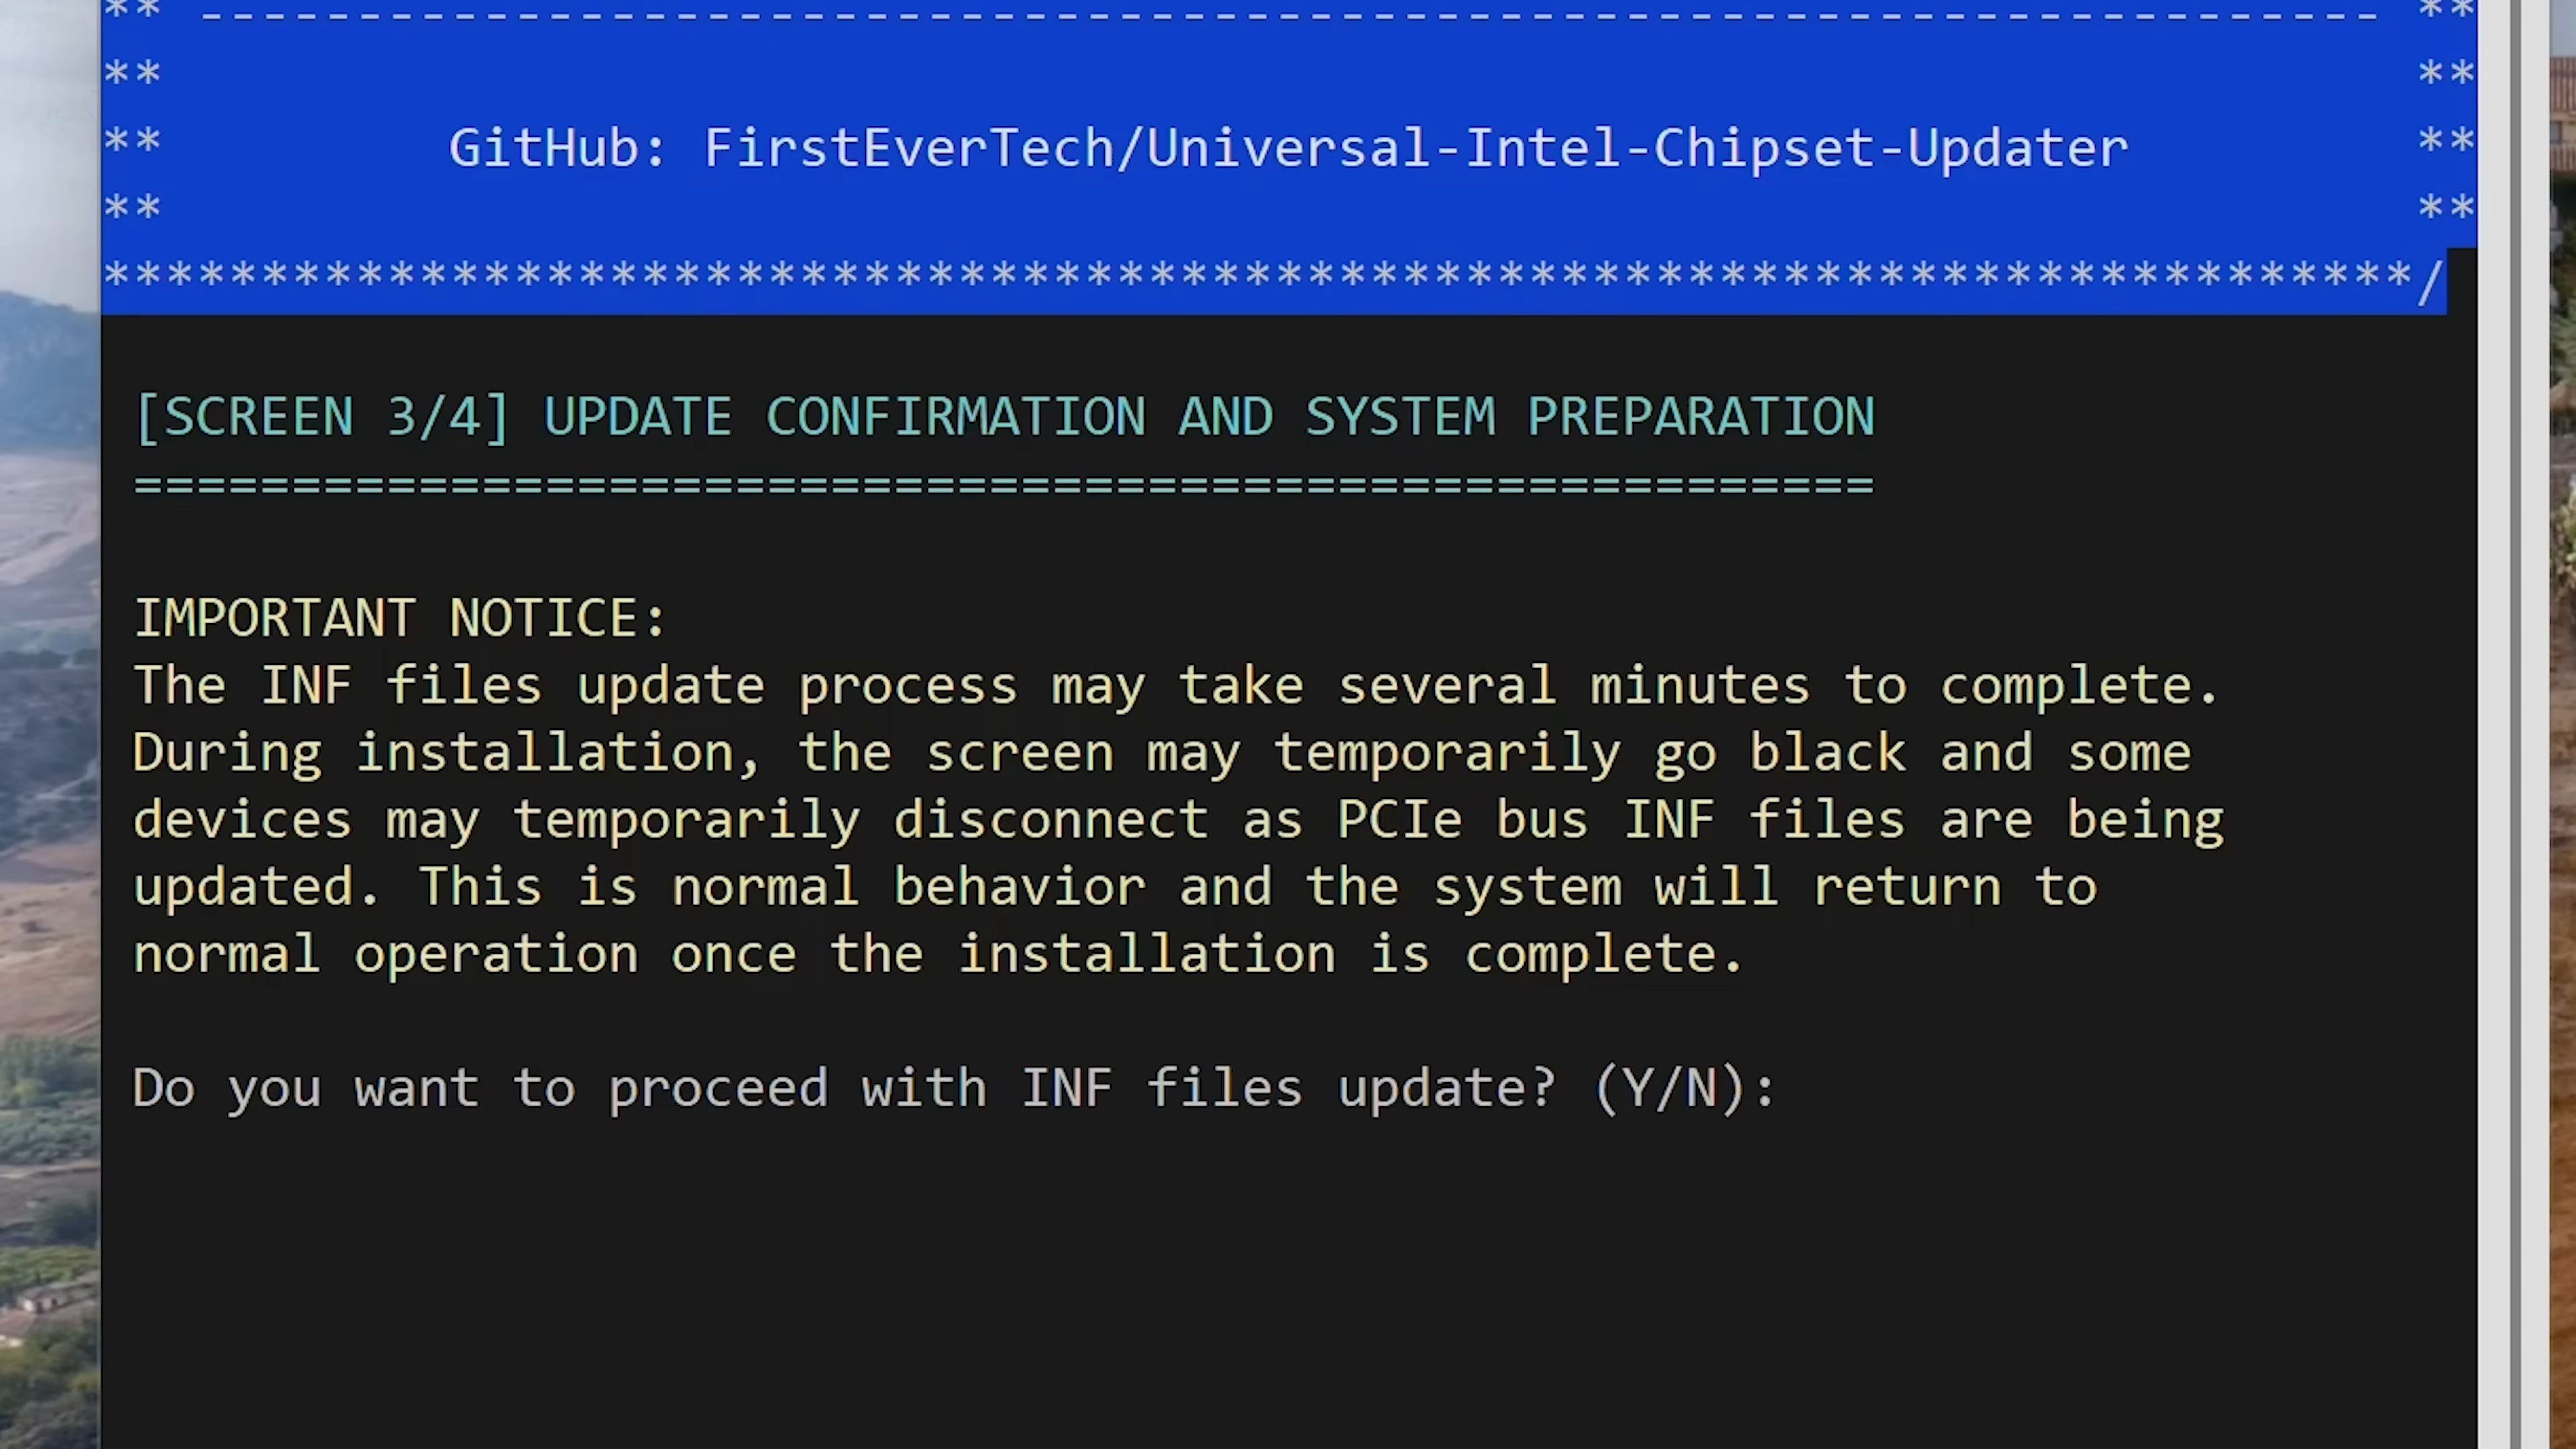 ** -------------------------------------------------------------------- **
** **
** GitHub: FirstEverTech/Universal-Intel-Chipset-Updater **
** **
*************************************************************************/
[SCREEN 3/4] UPDATE CONFIRMATION AND SYSTEM PREPARATION
=======================================================
IMPORTANT NOTICE:
The INF files update process may take several minutes to complete.
During installation, the screen may temporarily go black and some
devices may temporarily disconnect as PCIe bus INF files are being
updated. This is normal behavior and the system will return to
normal operation once the installation is complete.
Do you want to proceed with INF files update? (Y/N):